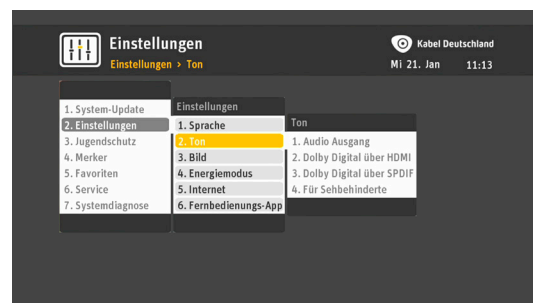 Einstellungen
Einstellungen > Ton
Kabel Deutschland
Mi 21. Jan 11:13
1. System-Update
2. Einstellungen
3. Jugendschutz
4. Merker
5. Favoriten
6. Service
7. Systemdiagnose
Einstellungen
1. Sprache
2. Ton
3. Bild
4. Energiemodus
5. Internet
6. Fernbedienungs-App
Ton
1. Audio Ausgang
2. Dolby Digital über HDMI
3. Dolby Digital über SPDIF
4. Für Sehbehinderte